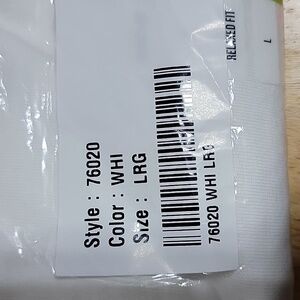 Style : 76020
Color : WHI
Size : LRG
76020 WHI LRG
RELAXED FIT
L